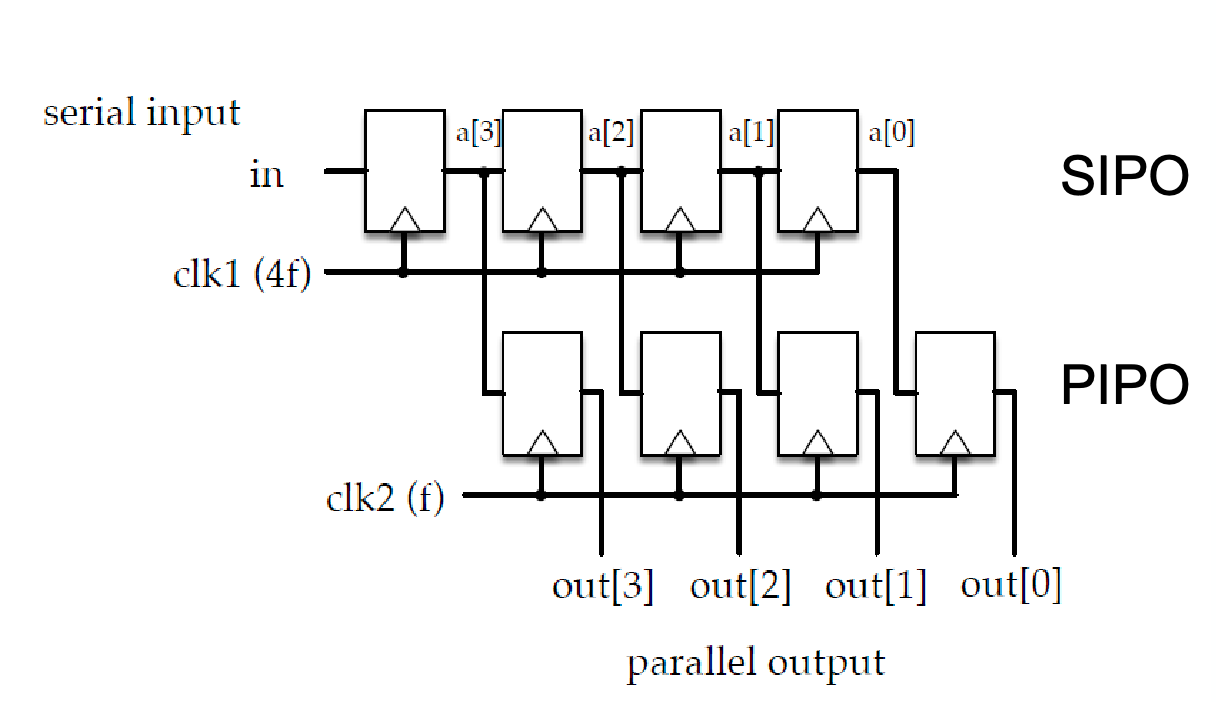 serial input
a[3] a[2] a[1] a[0]
in
SIPO
clk1 (4f)
PIPO
clk2 (f)
out[3] out[2] out[1] out[0]
parallel output